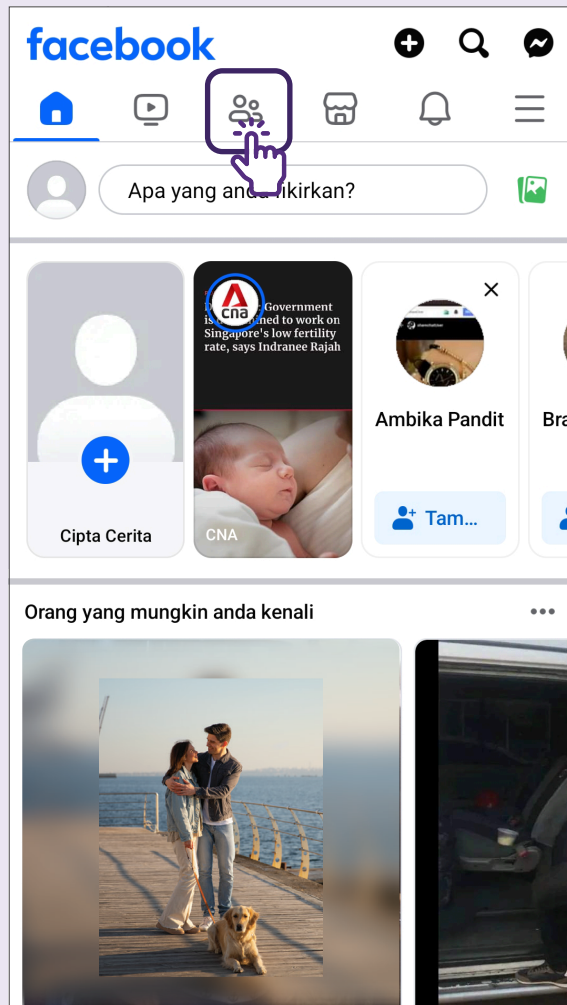 facebook
Apa yang anda fikirkan?
cna
Government
to work on
Singapore's low fertility
rate, says Indranee Rajah
CNA
Cipta Cerita
Ambika Pandit
Tam...
Bra
Orang yang mungkin anda kenali